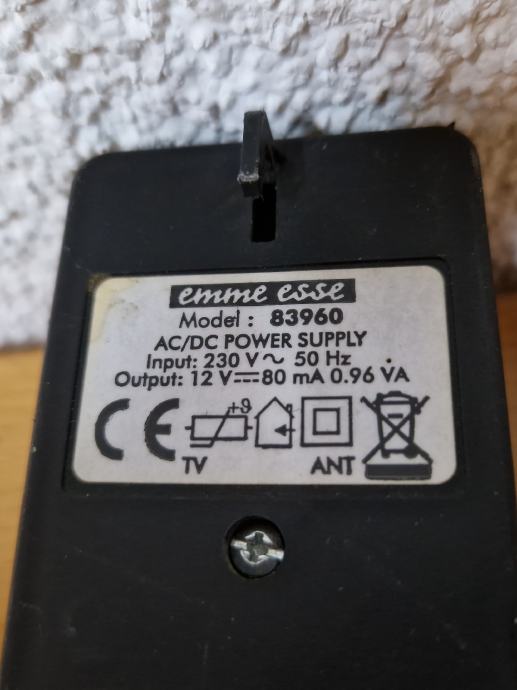 emme esse
Model : 83960
AC/DC POWER SUPPLY
Input: 230 V ~ 50 Hz
Output: 12 V⎓80 mA 0.96 VA
CE +ϑ
TV ANT